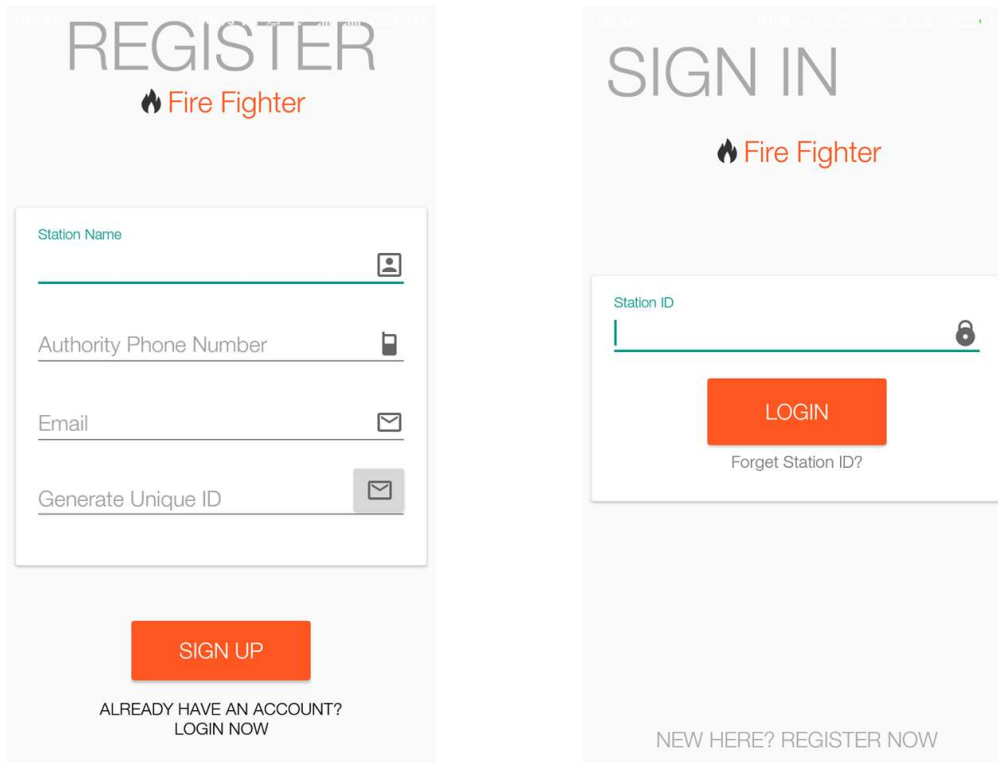 REGISTER
Fire Fighter
Station Name
Authority Phone Number
Email
Generate Unique ID
SIGN UP
ALREADY HAVE AN ACCOUNT?
LOGIN NOW
SIGN IN
Fire Fighter
Station ID
LOGIN
Forget Station ID?
NEW HERE? REGISTER NOW